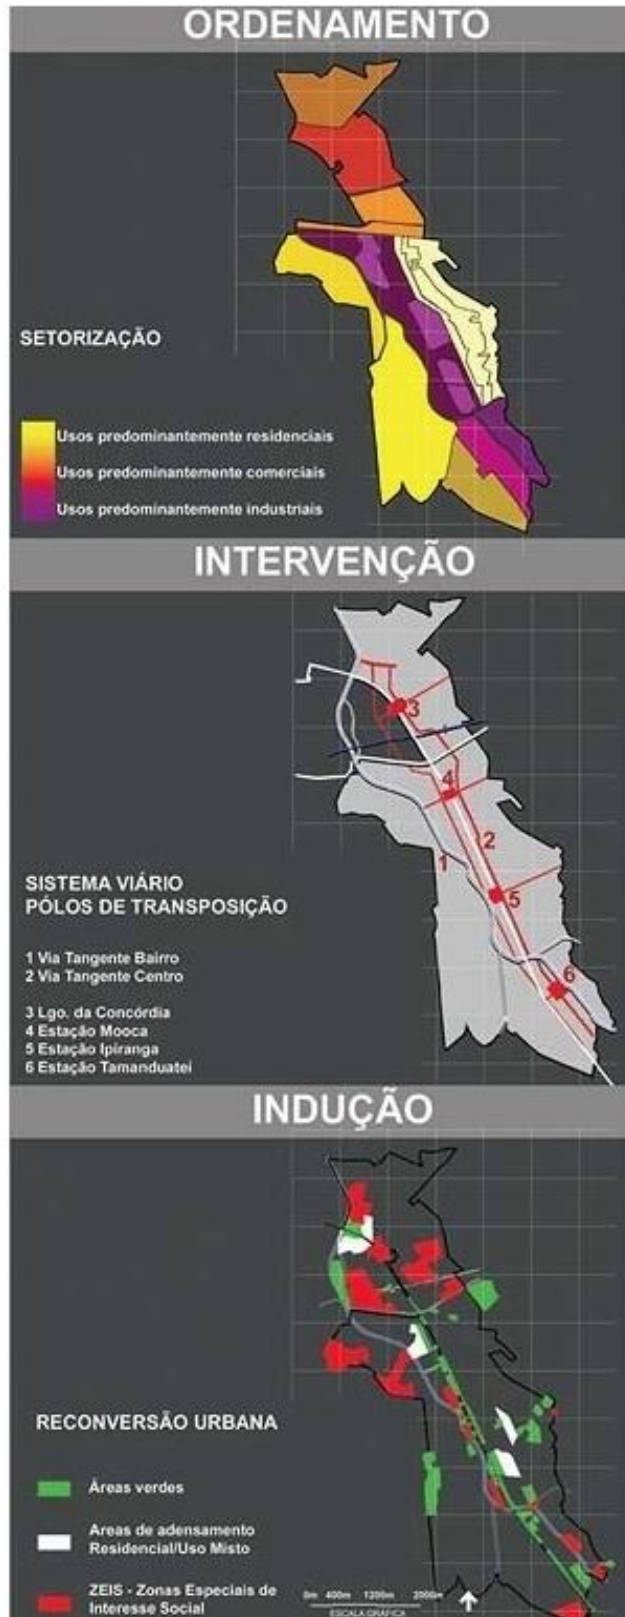 ORDENAMENTO
SETORIZAÇÃO
Usos predominantemente residenciais
Usos predominantemente comerciais
Usos predominantemente industriais
INTERVENÇÃO
3
4
2
1
5
6
SISTEMA VIÁRIO
PÓLOS DE TRANSPOSIÇÃO
1 Via Tangente Bairro
2 Via Tangente Centro
3 Lgo. da Concórdia
4 Estação Mooca
5 Estação Ipiranga
6 Estação Tamanduateí
INDUÇÃO
RECONVERSÃO URBANA
Áreas verdes
Areas de adensamento
Residencial/Uso Misto
ZEIS - Zonas Especiais de
Interesse Social
0m 400m 1200m 2000m
ESCALA GRÁFICA